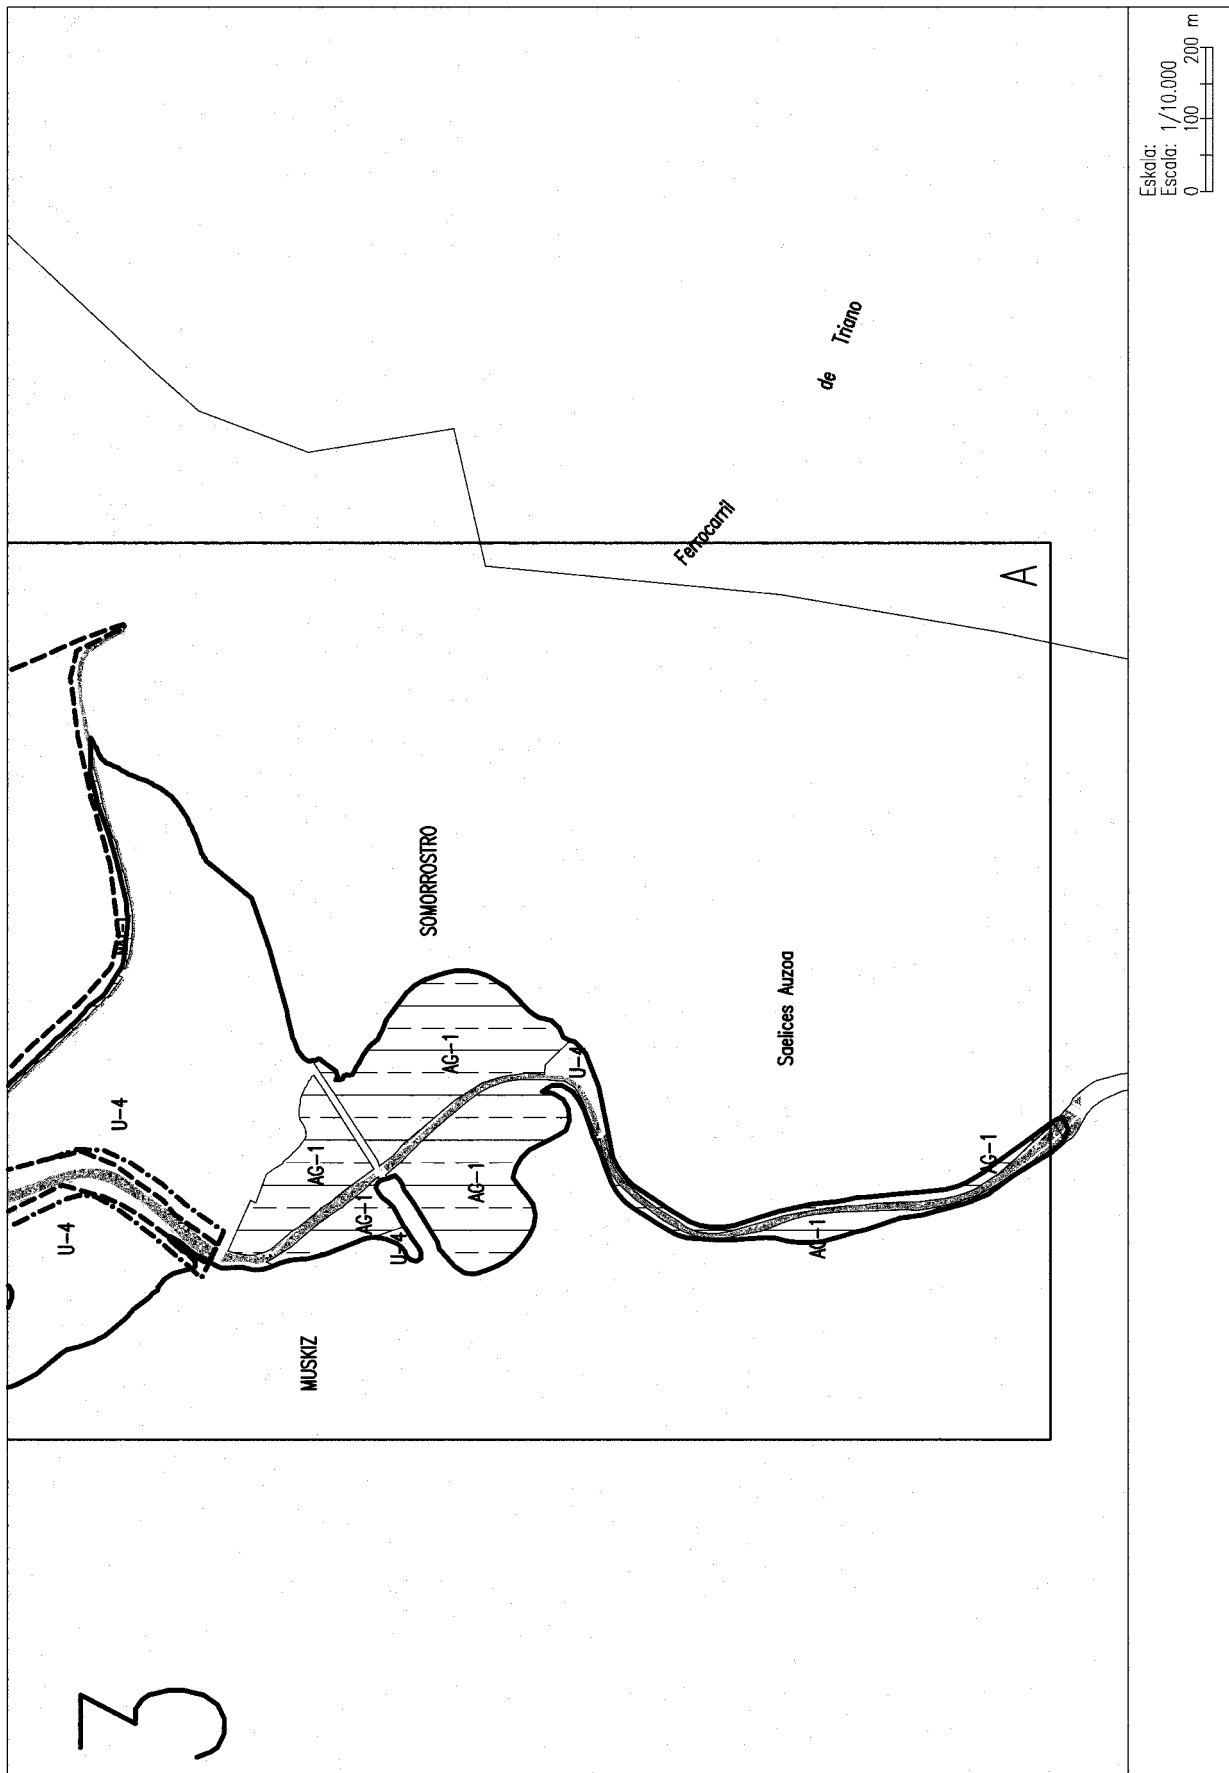 3
U-4
U-4
MUSKIZ
AG-1
AG-1
U-4
SOMORROSTRO
AG-1
AG-1
U-4
Ferrocarril
de Triano
Saelices Auzoa
AG-1
AG-1
A
Eskala:
Escala: 1/10.000
0 100 200 m